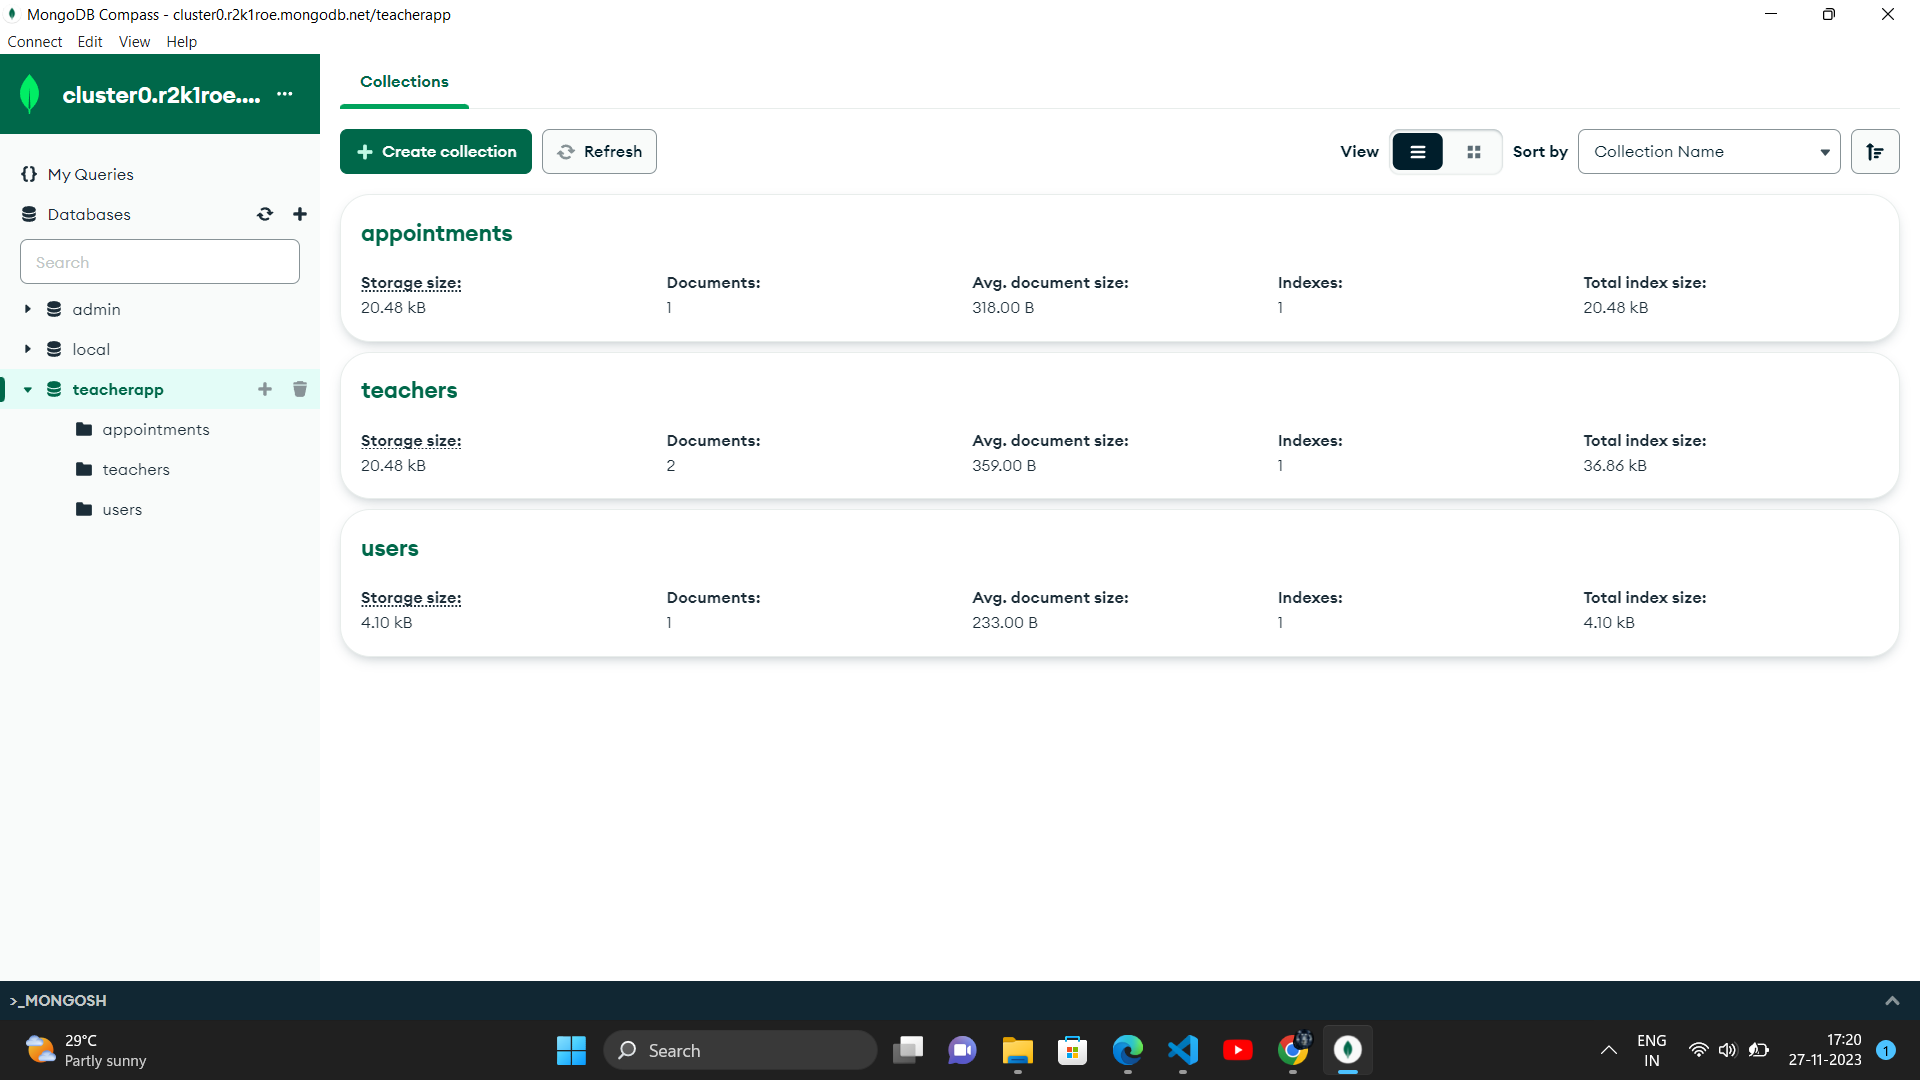 MongoDB Compass - cluster0.r2k1roe.mongodb.net/teacherapp
Connect Edit View Help
cluster0.r2k1roe.... ...
Collections
Create collection Refresh View Sort by Collection Name
My Queries
Databases
Search
admin
local
teacherapp
appointments
teachers
users
appointments
Storage size: Documents: Avg. document size: Indexes: Total index size:
20.48 kB 1 318.00 B 1 20.48 kB
teachers
Storage size: Documents: Avg. document size: Indexes: Total index size:
20.48 kB 2 359.00 B 1 36.86 kB
users
Storage size: Documents: Avg. document size: Indexes: Total index size:
4.10 kB 1 233.00 B 1 4.10 kB
>_MONGOSH
29°C
Partly sunny
Search
ENG
IN
17:20
27-11-2023
1